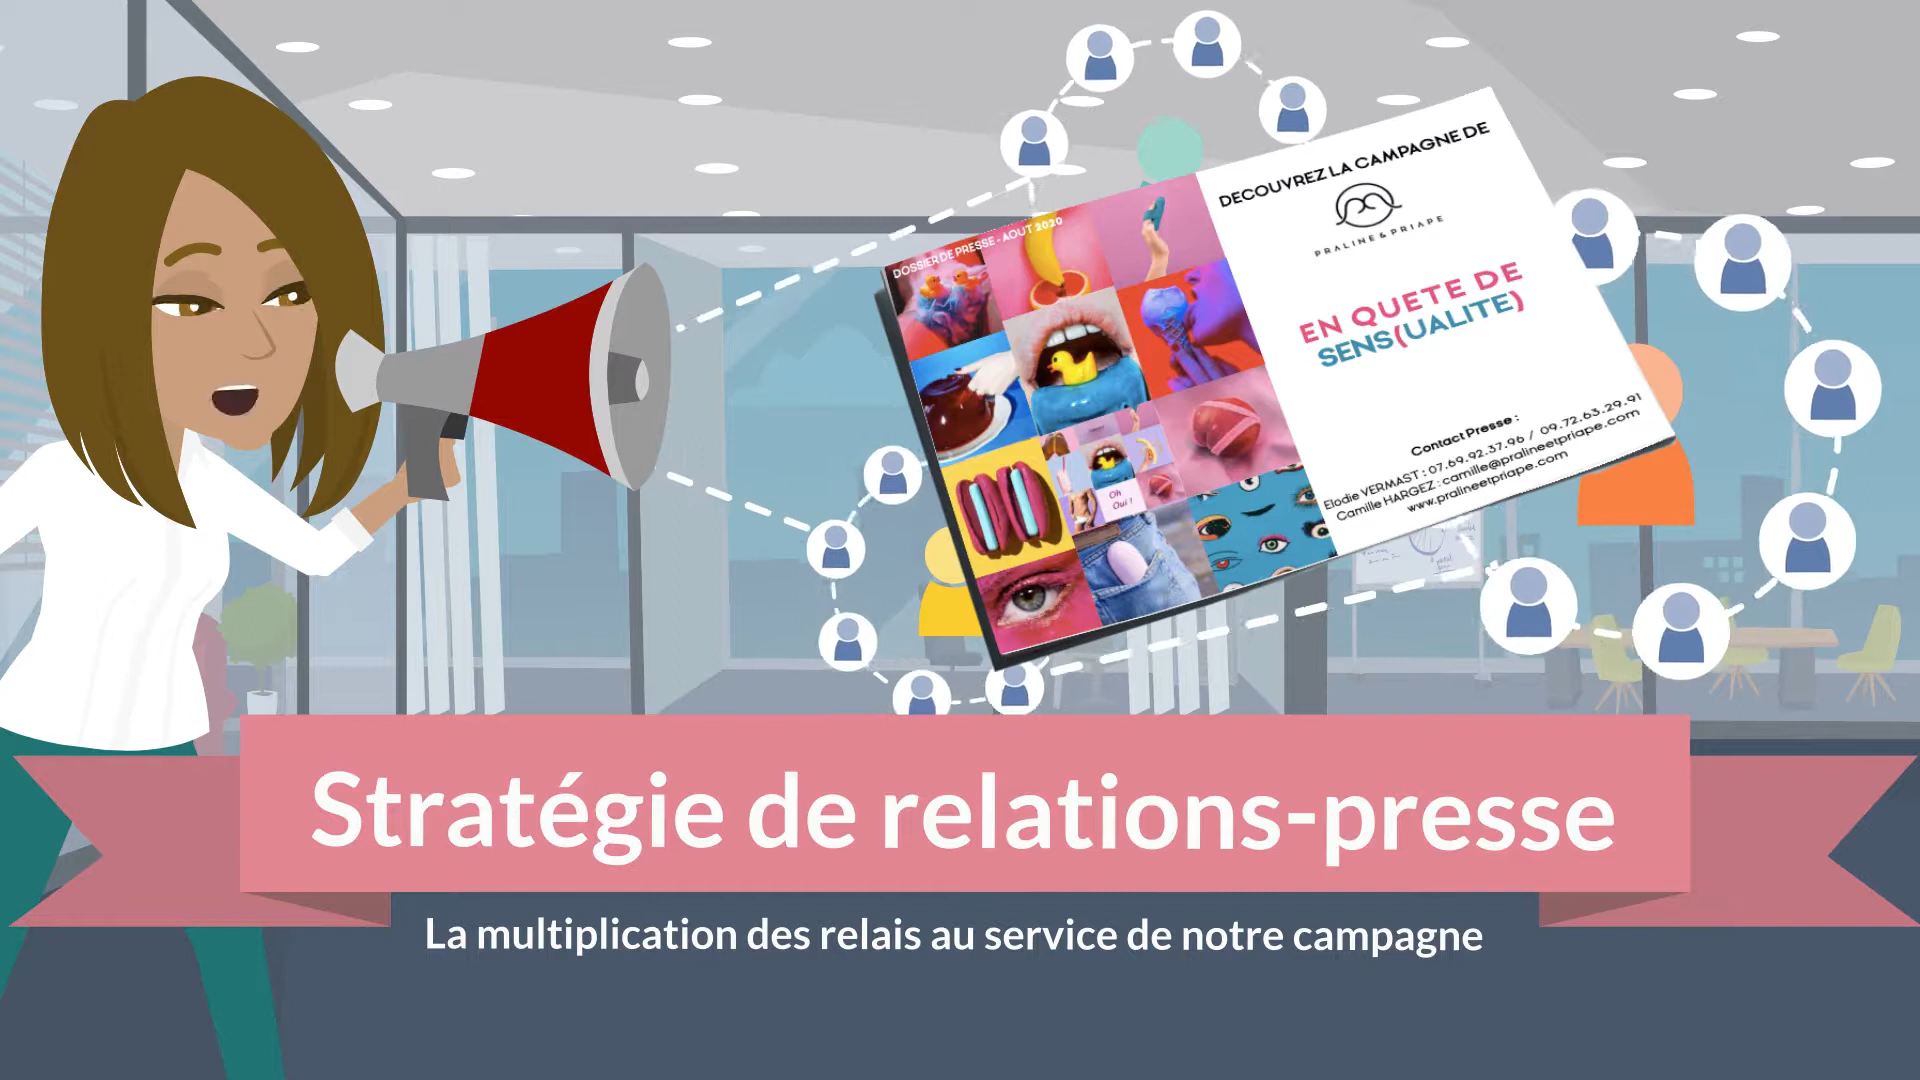 DOSSIER DE PRESSE - AOUT 2020
DECOUVREZ LA CAMPAGNE DE
PRALINE & PRIAPE
EN QUETE DE
SENS(UALITE)
Oh
Oui !
Contact Presse :
Elodie VERMAST : 07.69.92.37.96 / 09.72.63.29.91
Camille HARGEZ : camille@pralineetpriape.com
www.pralineetpriape.com
Stratégie de relations-presse
La multiplication des relais au service de notre campagne